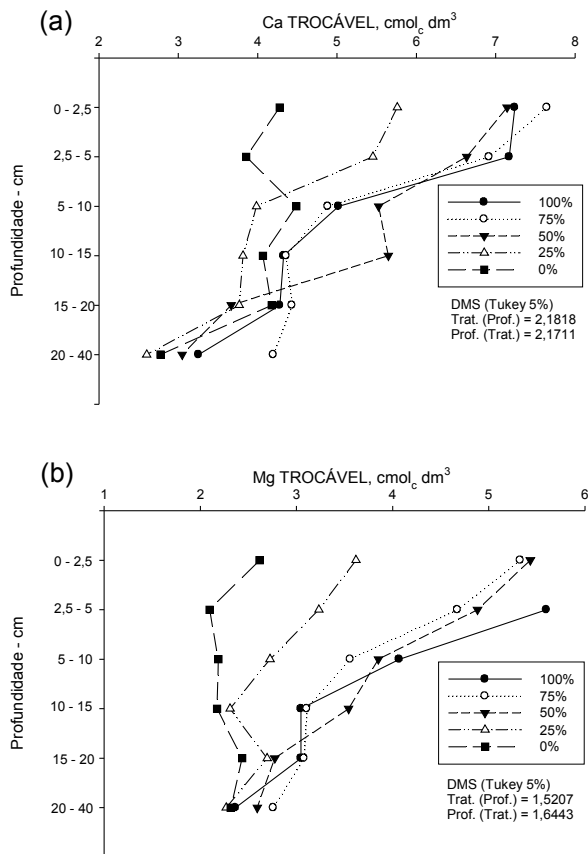 (a)
Ca TROCÁVEL, cmolc dm3
2 3 4 5 6 7 8
Profundidade - cm
0 - 2,5
2,5 - 5
5 - 10
10 - 15
15 - 20
20 - 40
100%
75%
50%
25%
0%
DMS (Tukey 5%)
Trat. (Prof.) = 2,1818
Prof. (Trat.) = 2,1711
(b)
Mg TROCÁVEL, cmolc dm3
1 2 3 4 5 6
Profundidade - cm
0 - 2,5
2,5 - 5
5 - 10
10 - 15
15 - 20
20 - 40
100%
75%
50%
25%
0%
DMS (Tukey 5%)
Trat. (Prof.) = 1,5207
Prof. (Trat.) = 1,6443